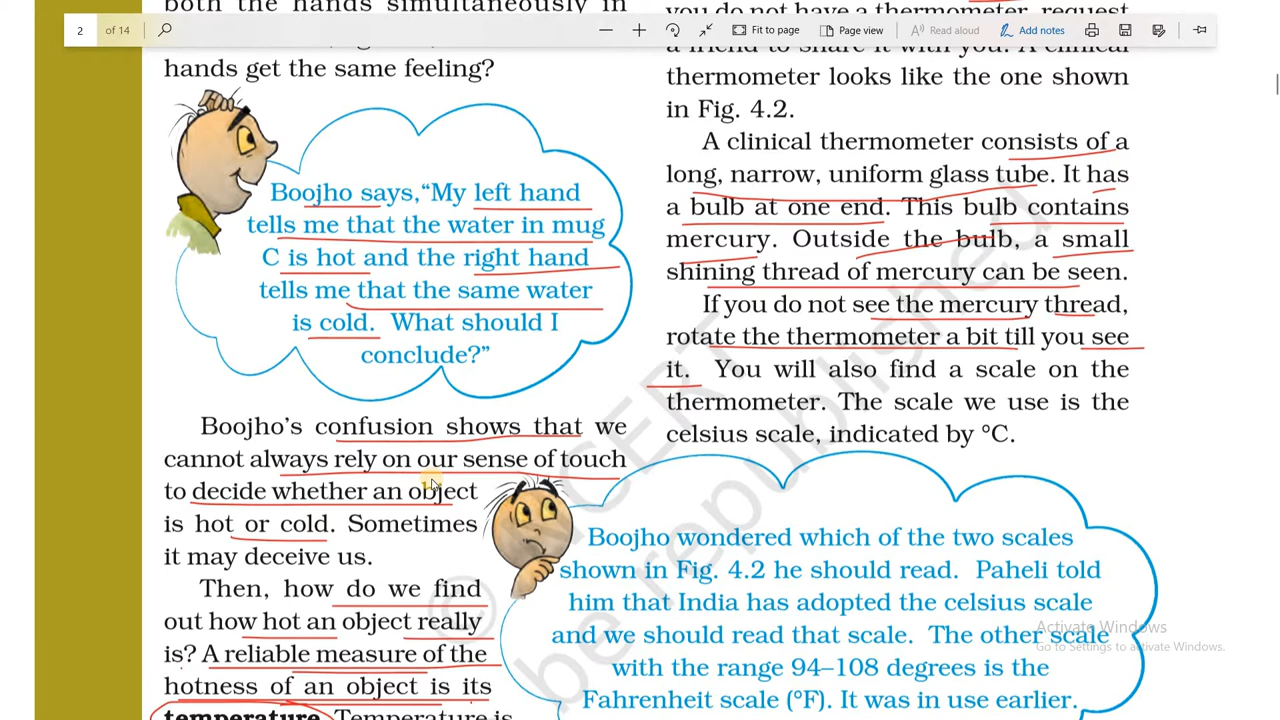 both the hands simultaneously in
2 of 14
Fit to page
Page view
Read aloud
Add notes
hands get the same feeling?
Boojho says,“My left hand
tells me that the water in mug
C is hot and the right hand
tells me that the same water
is cold. What should I
conclude?”
Boojho’s confusion shows that we
cannot always rely on our sense of touch
to decide whether an object
is hot or cold. Sometimes
it may deceive us.
Then, how do we find
out how hot an object really
is? A reliable measure of the
hotness of an object is its
temperature. Temperature is
you do not have a thermometer, request
a friend to share it with you. A clinical
thermometer looks like the one shown
in Fig. 4.2.
A clinical thermometer consists of a
long, narrow, uniform glass tube. It has
a bulb at one end. This bulb contains
mercury. Outside the bulb, a small
shining thread of mercury can be seen.
If you do not see the mercury thread,
rotate the thermometer a bit till you see
it. You will also find a scale on the
thermometer. The scale we use is the
celsius scale, indicated by °C.
Boojho wondered which of the two scales
shown in Fig. 4.2 he should read. Paheli told
him that India has adopted the celsius scale
and we should read that scale. The other scale
with the range 94–108 degrees is the
Fahrenheit scale (°F). It was in use earlier.
© NCERT
be republished
Activate Windows
Go to Settings to activate Windows.